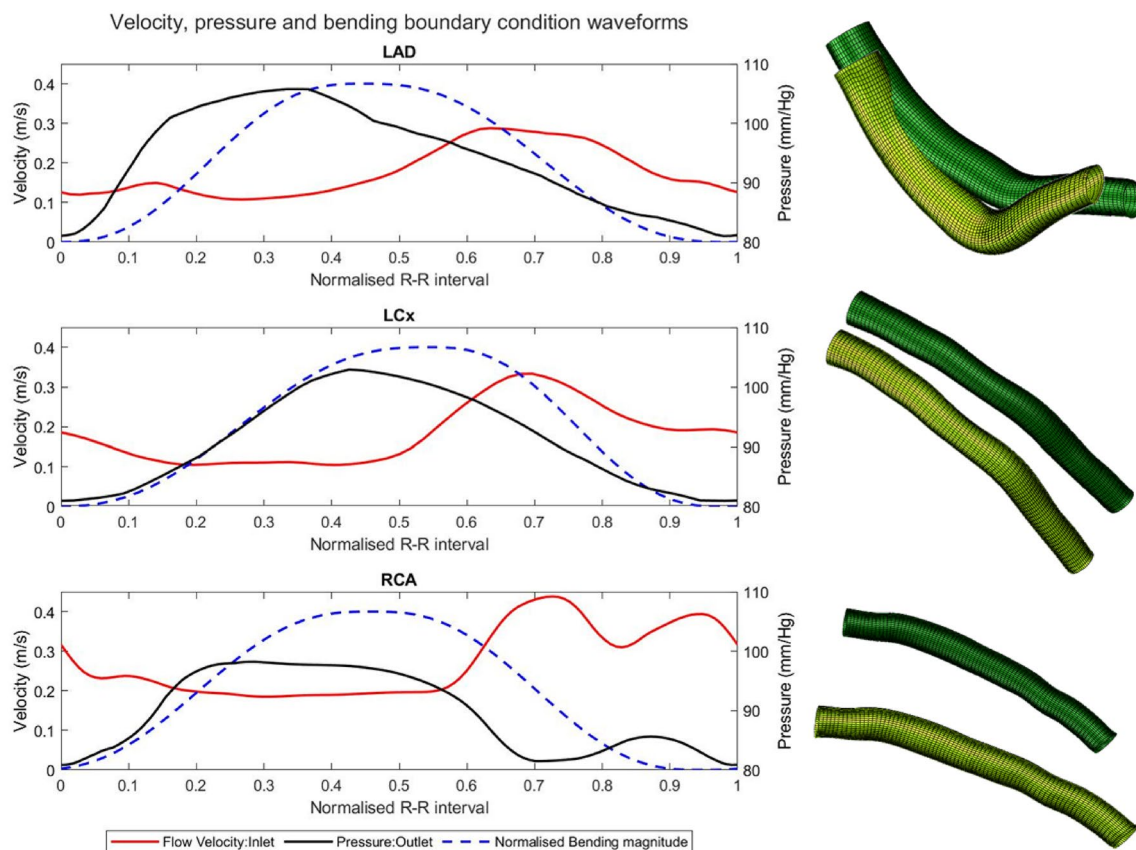 Velocity, pressure and bending boundary condition waveforms
LAD
Velocity (m/s)
0.4
0.3
0.2
0.1
0
110
100
90
80
Pressure (mm/Hg)
0 0.1 0.2 0.3 0.4 0.5 0.6 0.7 0.8 0.9 1
Normalised R-R interval
LCx
Velocity (m/s)
0.4
0.3
0.2
0.1
0
110
100
90
80
Pressure (mm/Hg)
0 0.1 0.2 0.3 0.4 0.5 0.6 0.7 0.8 0.9 1
Normalised R-R interval
RCA
Velocity (m/s)
0.4
0.3
0.2
0.1
0
110
100
90
80
Pressure (mm/Hg)
0 0.1 0.2 0.3 0.4 0.5 0.6 0.7 0.8 0.9 1
Normalised R-R interval
Flow Velocity:Inlet Pressure:Outlet Normalised Bending magnitude